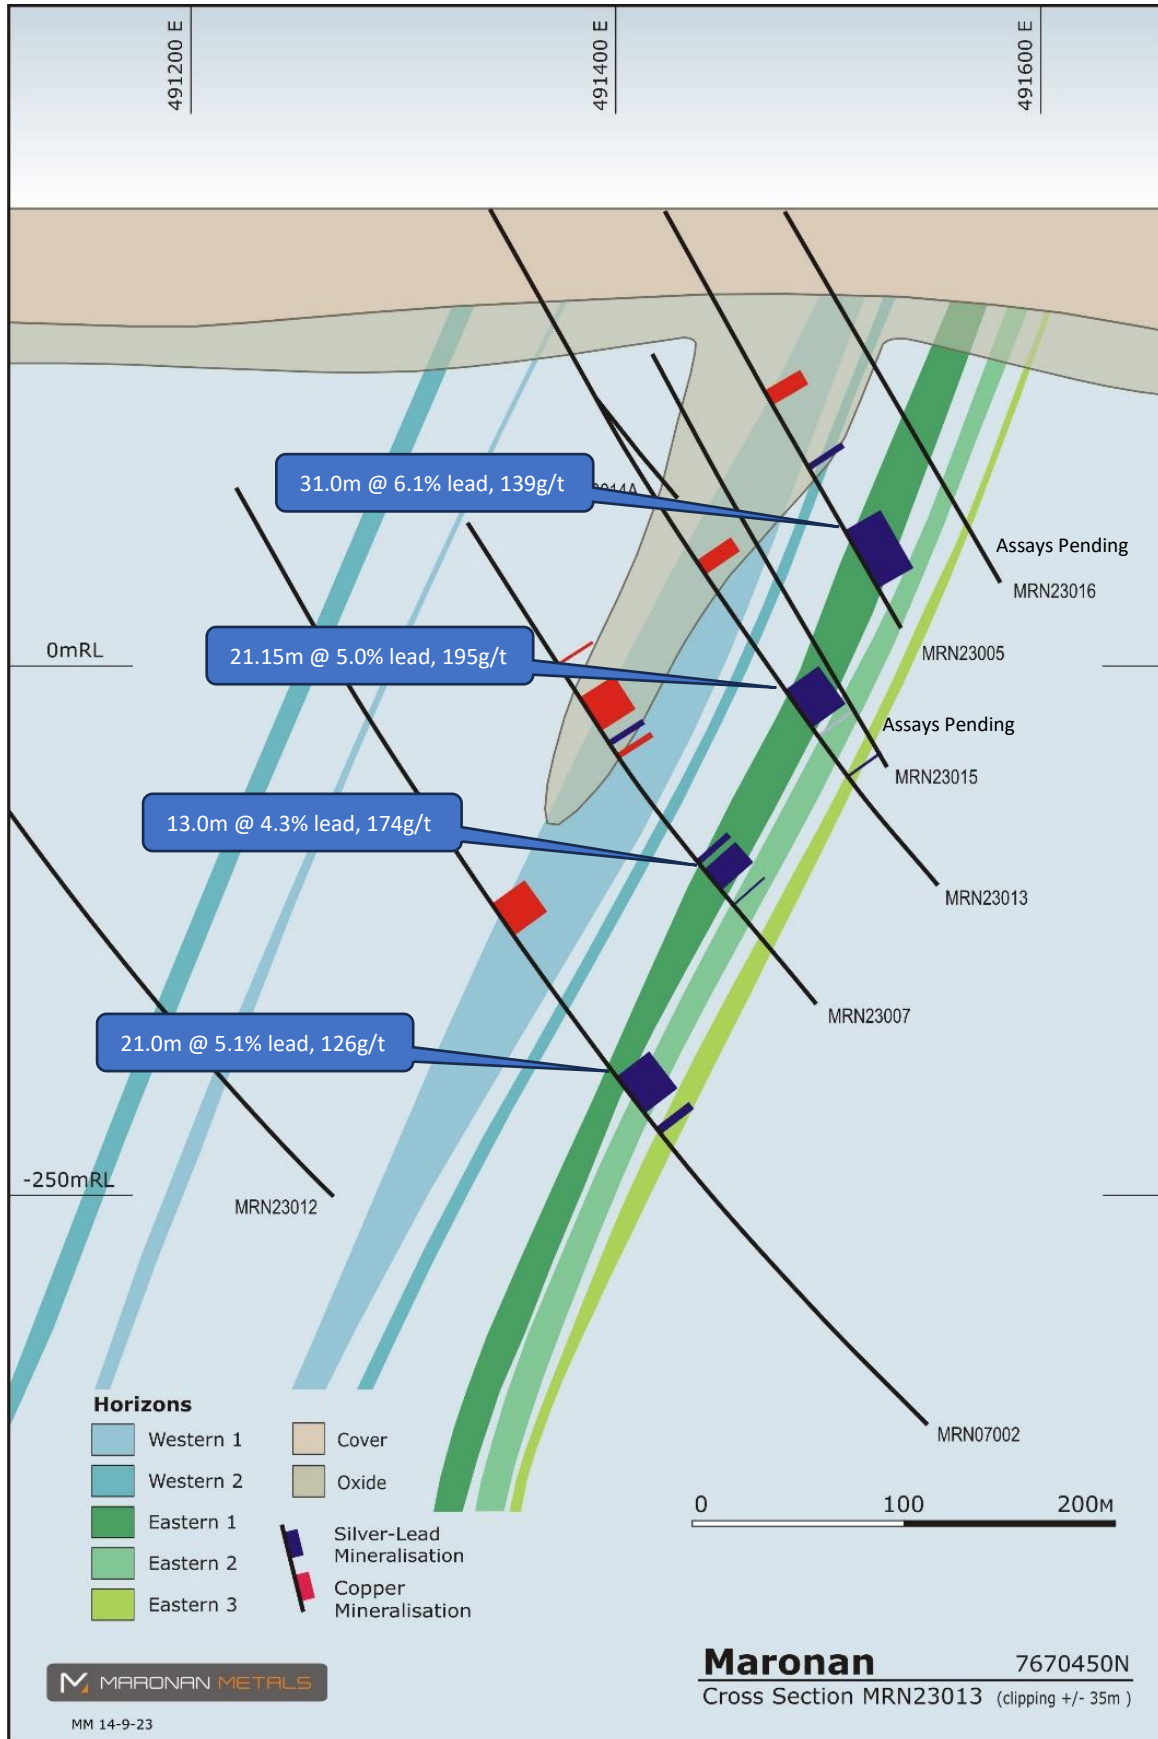 491200 E
491400 E
491600 E
31.0m @ 6.1% lead, 139g/t
Assays Pending
MRN23016
0mRL
21.15m @ 5.0% lead, 195g/t
MRN23005
Assays Pending
MRN23015
13.0m @ 4.3% lead, 174g/t
MRN23013
MRN23007
21.0m @ 5.1% lead, 126g/t
-250mRL
MRN23012
MRN07002
Horizons
Western 1
Western 2
Eastern 1
Eastern 2
Eastern 3
Cover
Oxide
Silver-Lead
Mineralisation
Copper
Mineralisation
0 100 200M
MARONAN METALS
MM 14-9-23
Maronan 7670450N
Cross Section MRN23013 (clipping +/- 35m )